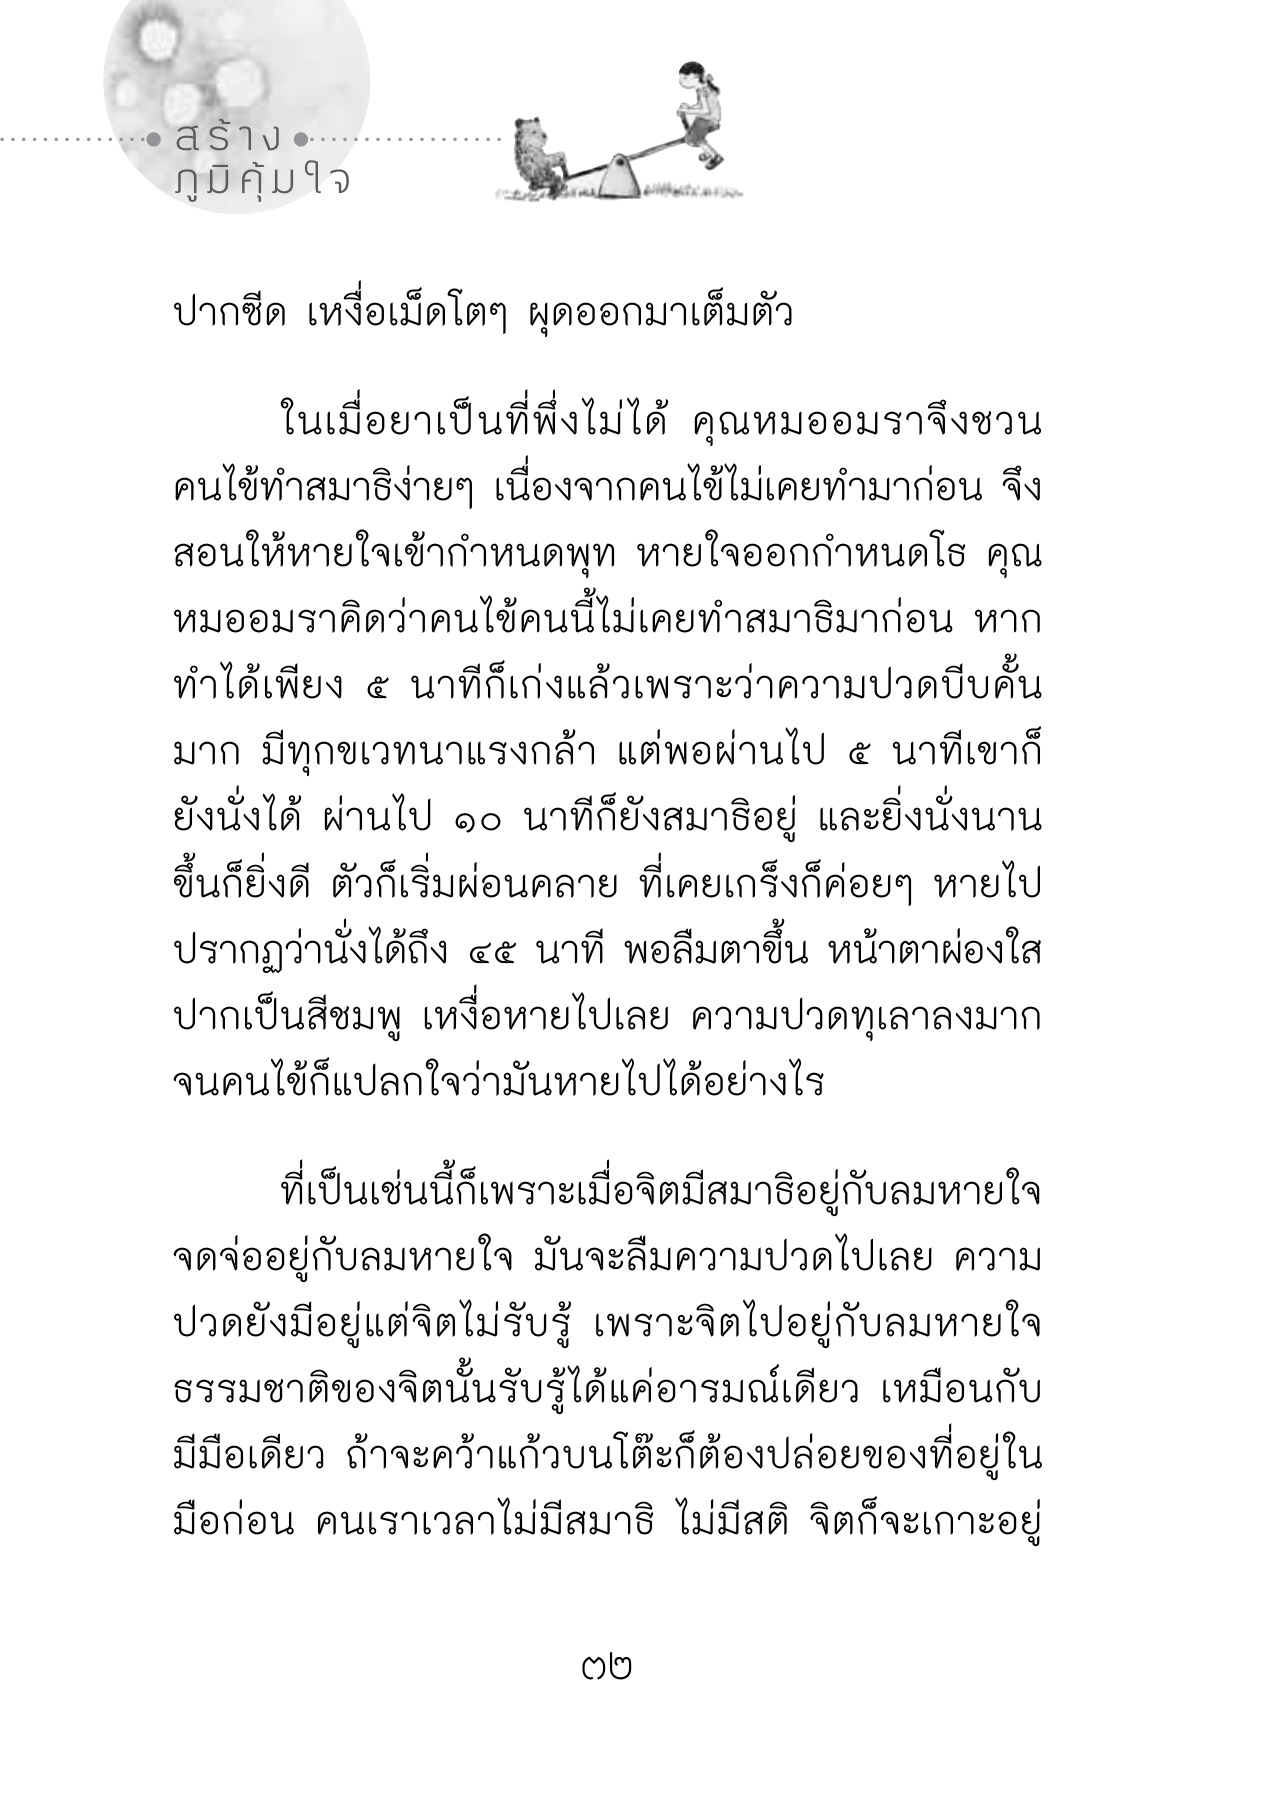 สร้าง
ภูมิคุ้มใจ
ปากซีด เหงื่อเม็ดโตๆ ผุดออกมาเต็มตัว
ในเมื่อยาเป็นที่พึ่งไม่ได้ คุณหมออมราจึงชวน
คนไข้ทำสมาธิง่ายๆ เนื่องจากคนไข้ไม่เคยทำมาก่อน จึง
สอนให้หายใจเข้ากำหนดพุท หายใจออกกำหนดโธ คุณ
หมออมราคิดว่าคนไข้คนนี้ไม่เคยทำสมาธิมาก่อน หาก
ทำได้เพียง ๕ นาทีก็เก่งแล้วเพราะว่าความปวดบีบคั้น
มาก มีทุกขเวทนาแรงกล้า แต่พอผ่านไป ๕ นาทีเขาก็
ยังนั่งได้ ผ่านไป ๑๐ นาทีก็ยังสมาธิอยู่ และยิ่งนั่งนาน
ขึ้นก็ยิ่งดี ตัวก็เริ่มผ่อนคลาย ที่เคยเกร็งก็ค่อยๆ หายไป
ปรากฏว่านั่งได้ถึง ๔๕ นาที พอลืมตาขึ้น หน้าตาผ่องใส
ปากเป็นสีชมพู เหงื่อหายไปเลย ความปวดทุเลาลงมาก
จนคนไข้ก็แปลกใจว่ามันหายไปได้อย่างไร
ที่เป็นเช่นนี้ก็เพราะเมื่อจิตมีสมาธิอยู่กับลมหายใจ
จดจ่ออยู่กับลมหายใจ มันจะลืมความปวดไปเลย ความ
ปวดยังมีอยู่แต่จิตไม่รับรู้ เพราะจิตไปอยู่กับลมหายใจ
ธรรมชาติของจิตนั้นรับรู้ได้แค่อารมณ์เดียว เหมือนกับ
มีมือเดียว ถ้าจะคว้าแก้วบนโต๊ะก็ต้องปล่อยของที่อยู่ใน
มือก่อน คนเราเวลาไม่มีสมาธิ ไม่มีสติ จิตก็จะเกาะอยู่
๓๒